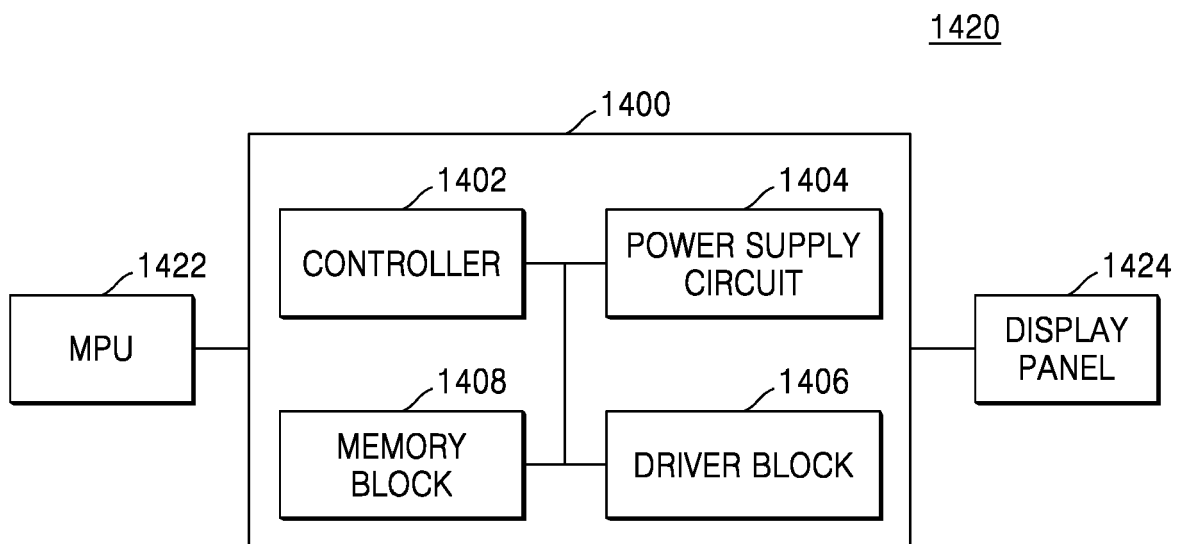 1420
1400
1402
1404
CONTROLLER
POWER SUPPLY
CIRCUIT
1422
MPU
1424
DISPLAY
PANEL
1408
1406
MEMORY
BLOCK
DRIVER BLOCK